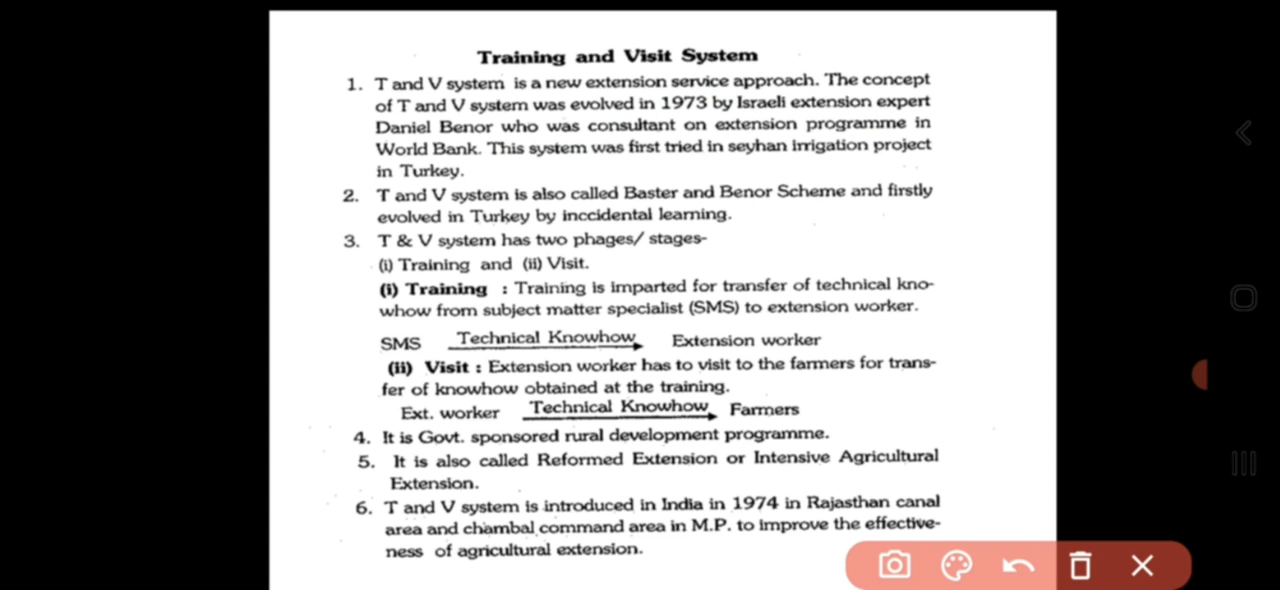 Training and Visit System
1. T and V system is a new extension service approach. The concept
of T and V system was evolved in 1973 by Israeli extension expert
Daniel Benor who was consultant on extension programme in
World Bank. This system was first tried in seyhan irrigation project
in Turkey.
2. T and V system is also called Baster and Benor Scheme and firstly
evolved in Turkey by inccidental learning.
3. T & V system has two phages/ stages-
(i) Training and (ii) Visit.
(i) Training : Training is imparted for transfer of technical kno-
whow from subject matter specialist (SMS) to extension worker.
SMS Technical Knowhow Extension worker
(ii) Visit : Extension worker has to visit to the farmers for trans-
fer of knowhow obtained at the training.
Ext. worker Technical Knowhow Farmers
4. It is Govt. sponsored rural development programme.
5. It is also called Reformed Extension or Intensive Agricultural
Extension.
6. T and V system is introduced in India in 1974 in Rajasthan canal
area and chambal command area in M.P. to improve the effective-
ness of agricultural extension.